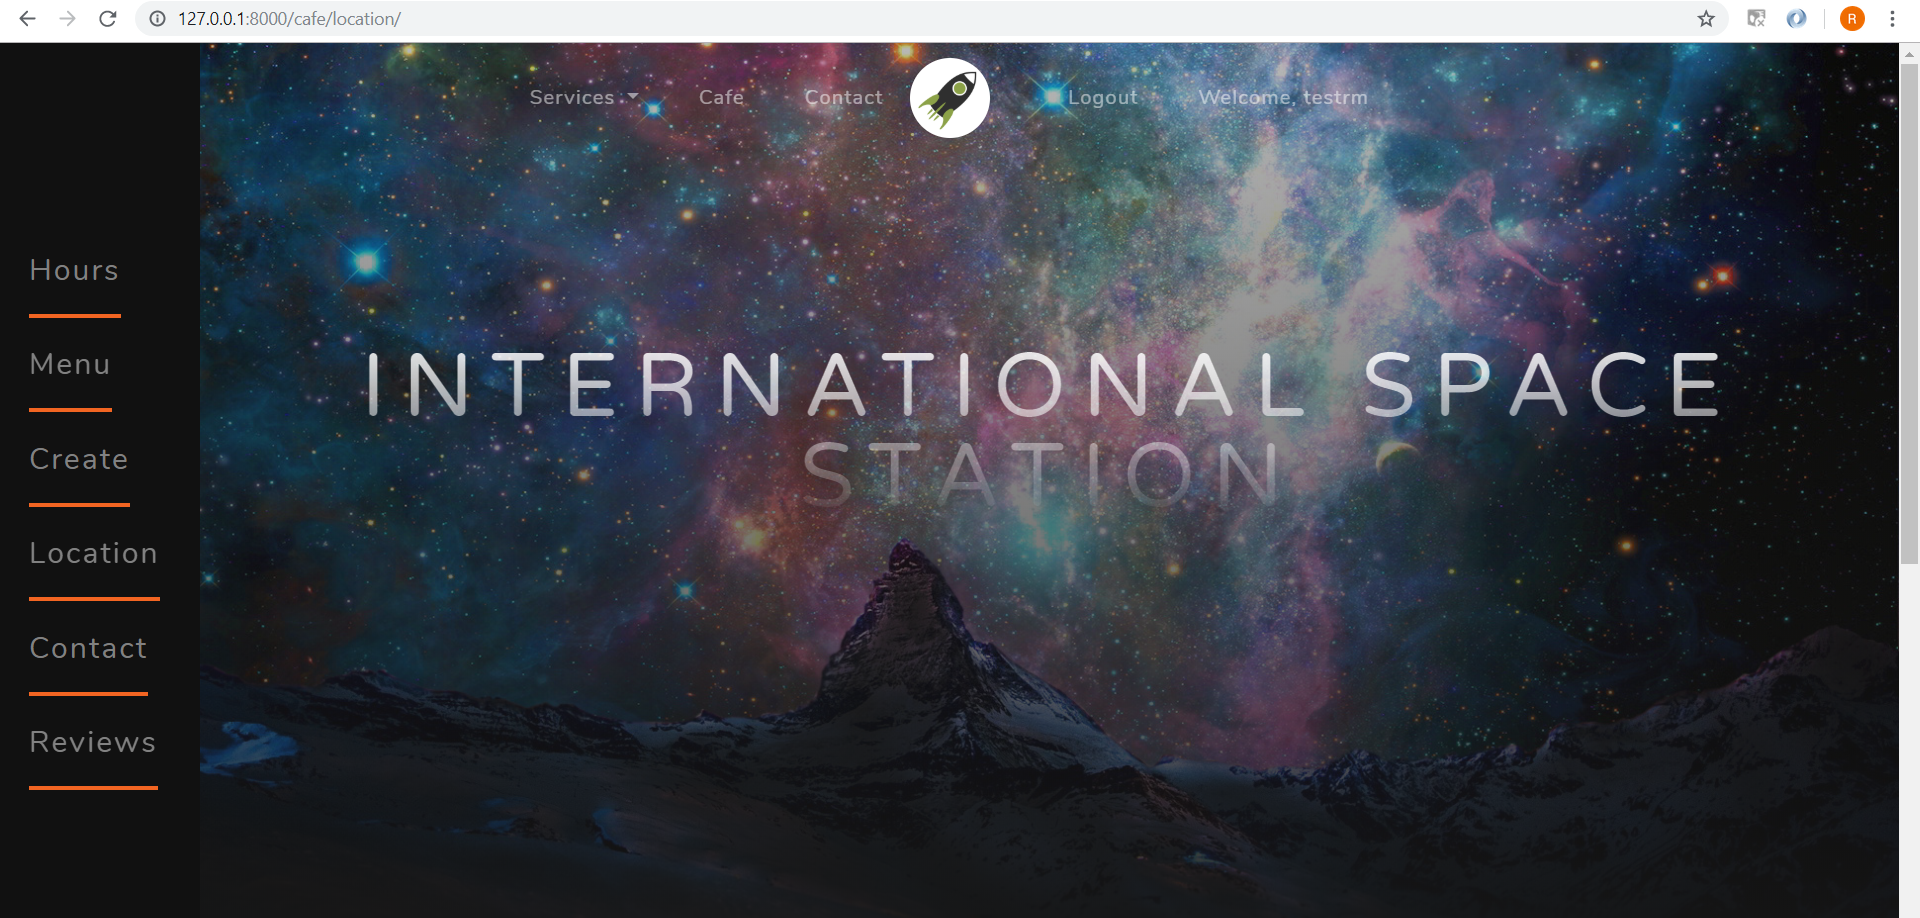 127.0.0.1:8000/cafe/location/
R
Services Cafe Contact Logout Welcome, testrm
Hours
Menu
Create
Location
Contact
Reviews
INTERNATIONAL SPACE
STATION